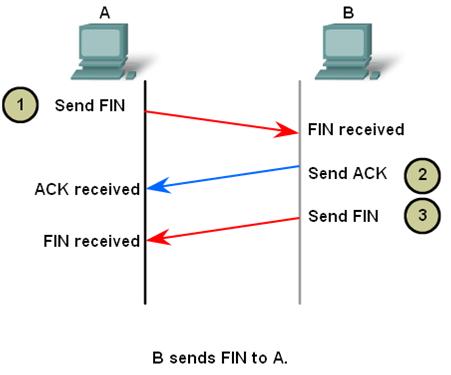 A
B
1
Send FIN
FIN received
Send ACK
2
ACK received
Send FIN
3
FIN received
B sends FIN to A.